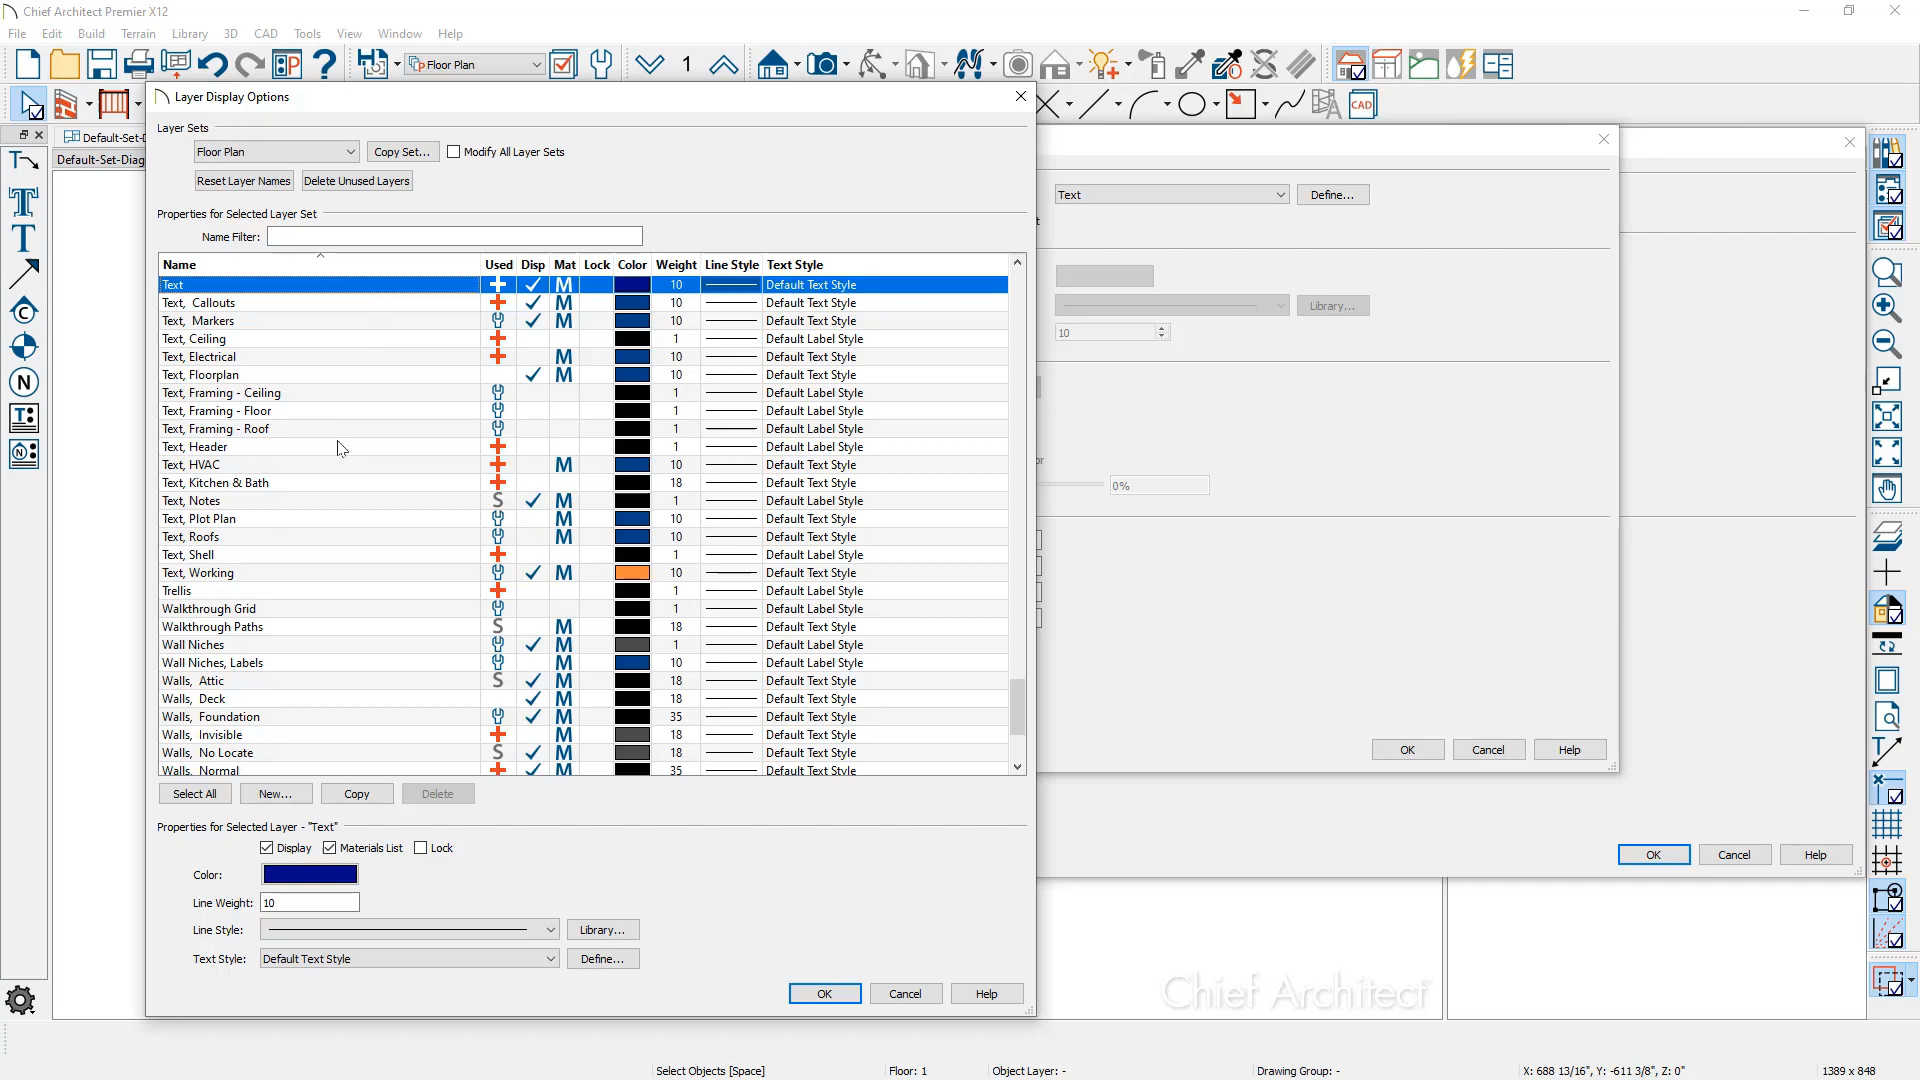 Chief Architect Premier X12
File Edit Build Terrain Library 3D CAD Tools View Window Help
Floor Plan 1
CAD
Layer Display Options
Default-Set-D
Default-Set-Diag
Layer Sets
Floor Plan Copy Set... Modify All Layer Sets
Reset Layer Names Delete Unused Layers
Properties for Selected Layer Set
Name Filter:
Name Used Disp Mat Lock Color Weight Line Style Text Style
Text M 10 Default Text Style
Text, Callouts M 10 Default Text Style
Text, Markers M 10 Default Text Style
Text, Ceiling 1 Default Label Style
Text, Electrical M 10 Default Text Style
Text, Floorplan M 10 Default Text Style
Text, Framing - Ceiling 1 Default Label Style
Text, Framing - Floor 1 Default Label Style
Text, Framing - Roof 1 Default Label Style
Text, Header 1 Default Label Style
Text, HVAC M 10 Default Text Style
Text, Kitchen & Bath 18 Default Text Style
Text, Notes S M 1 Default Label Style
Text, Plot Plan M 10 Default Text Style
Text, Roofs M 10 Default Text Style
Text, Shell 1 Default Label Style
Text, Working M 10 Default Text Style
Trellis 1 Default Label Style
Walkthrough Grid 1 Default Label Style
Walkthrough Paths S M 18 Default Text Style
Wall Niches M 1 Default Label Style
Wall Niches, Labels M 10 Default Label Style
Walls, Attic S M 18 Default Text Style
Walls, Deck M 18 Default Text Style
Walls, Foundation M 35 Default Text Style
Walls, Invisible M 18 Default Text Style
Walls, No Locate S M 18 Default Text Style
Walls, Normal M 35 Default Text Style
Select All New... Copy Delete
Properties for Selected Layer - "Text"
Display Materials List Lock
Color:
Line Weight: 10
Line Style: Library...
Text Style: Default Text Style Define...
OK Cancel Help
Text Define...
t
Library...
10
or
0%
OK Cancel Help
OK Cancel Help
Chief Architect
Select Objects [Space] Floor: 1 Object Layer: - Drawing Group: - X: 688 13/16", Y: -611 3/8", Z: 0" 1389 x 848